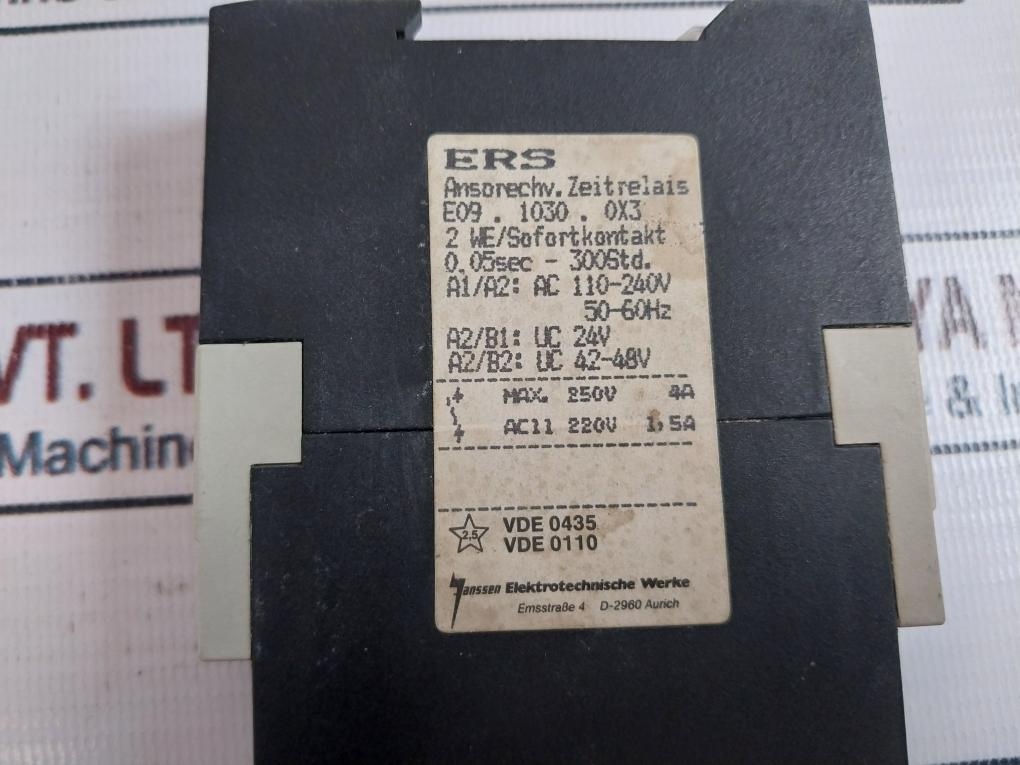 ERS
Ansprechv. Zeitrelais
E09 . 1030 . 0X3
2 WE/Sofortkontakt
0.05sec - 300Std.
A1/A2: AC 110-240V
50-60Hz
A2/B1: UC 24V
A2/B2: UC 42-48V
MAX. 250V 4A
AC11 220V 1,5A
2,5
VDE 0435
VDE 0110
Janssen Elektrotechnische Werke
Emsstraße 4 D-2960 Aurich
VT. LT
YA
& In
Machine